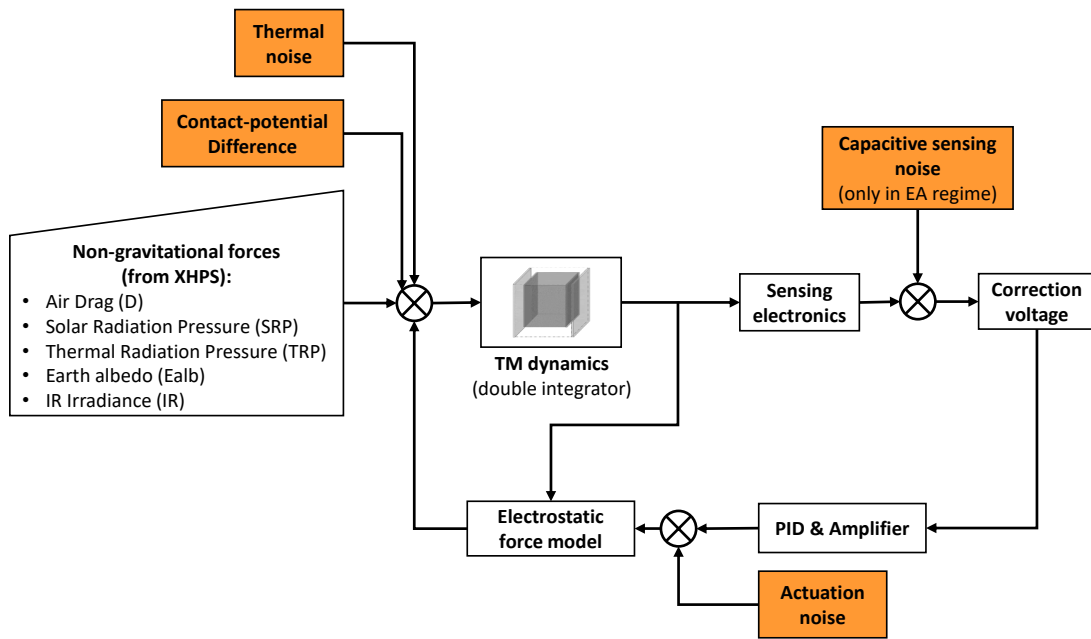 Thermal
noise
Contact-potential
Difference
Capacitive sensing
noise
(only in EA regime)
Non-gravitational forces
(from XHPS):
• Air Drag (D)
• Solar Radiation Pressure (SRP)
• Thermal Radiation Pressure (TRP)
• Earth albedo (Ealb)
• IR Irradiance (IR)
TM dynamics
(double integrator)
Sensing
electronics
Correction
voltage
Electrostatic
force model
PID & Amplifier
Actuation
noise